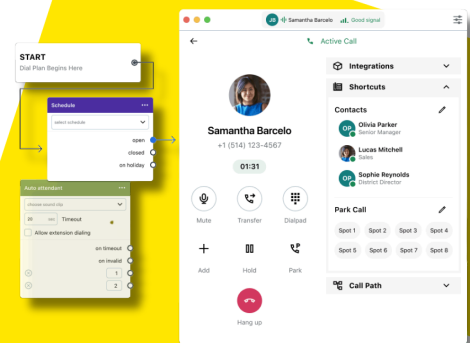 START
Dial Plan Begins Here
Schedule
select schedule
open
closed
on holiday
Auto attendant
choose sound clip
Timeout
Allow extension dialing
on timeout
on invalid
1
2
JB Samantha Barcelo Good signal
Active Call
Samantha Barcelo
+1 (514) 123-4567
01:31
Mute
Transfer
Dialpad
Add
Hold
Park
Hang up
Integrations
Shortcuts
Contacts
OP Olivia Parker
Senior Manager
Lucas Mitchell
Sales
OP Sophie Reynolds
District Director
Park Call
Spot 1 Spot 2 Spot 3 Spot 4
Spot 5 Spot 6 Spot 7 Spot 8
Call Path